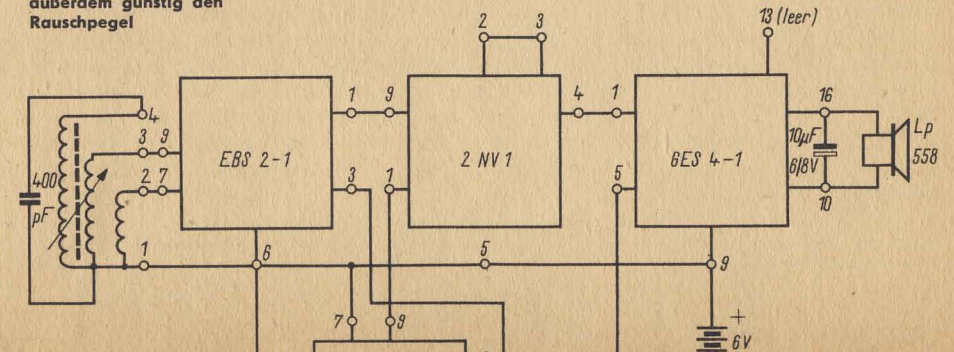 außerdem günstig den
Rauschpegel
13 (leer)
2 3
4
1 9
4 1
16
3 9
EBS 2-1
2 NV 1
GES 4-1
10µF
6/8V
Lp
558
400
pF
2 7
3
1
5
10
1
6
5
9
7
9
+
6V